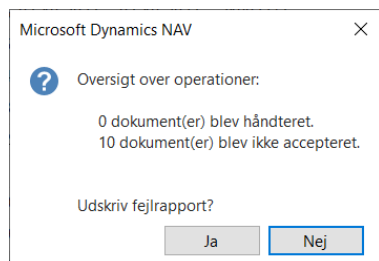 Microsoft Dynamics NAV
Oversigt over operationer:
0 dokument(er) blev håndteret.
10 dokument(er) blev ikke accepteret.
Udskriv fejlrapport?
Ja
Nej